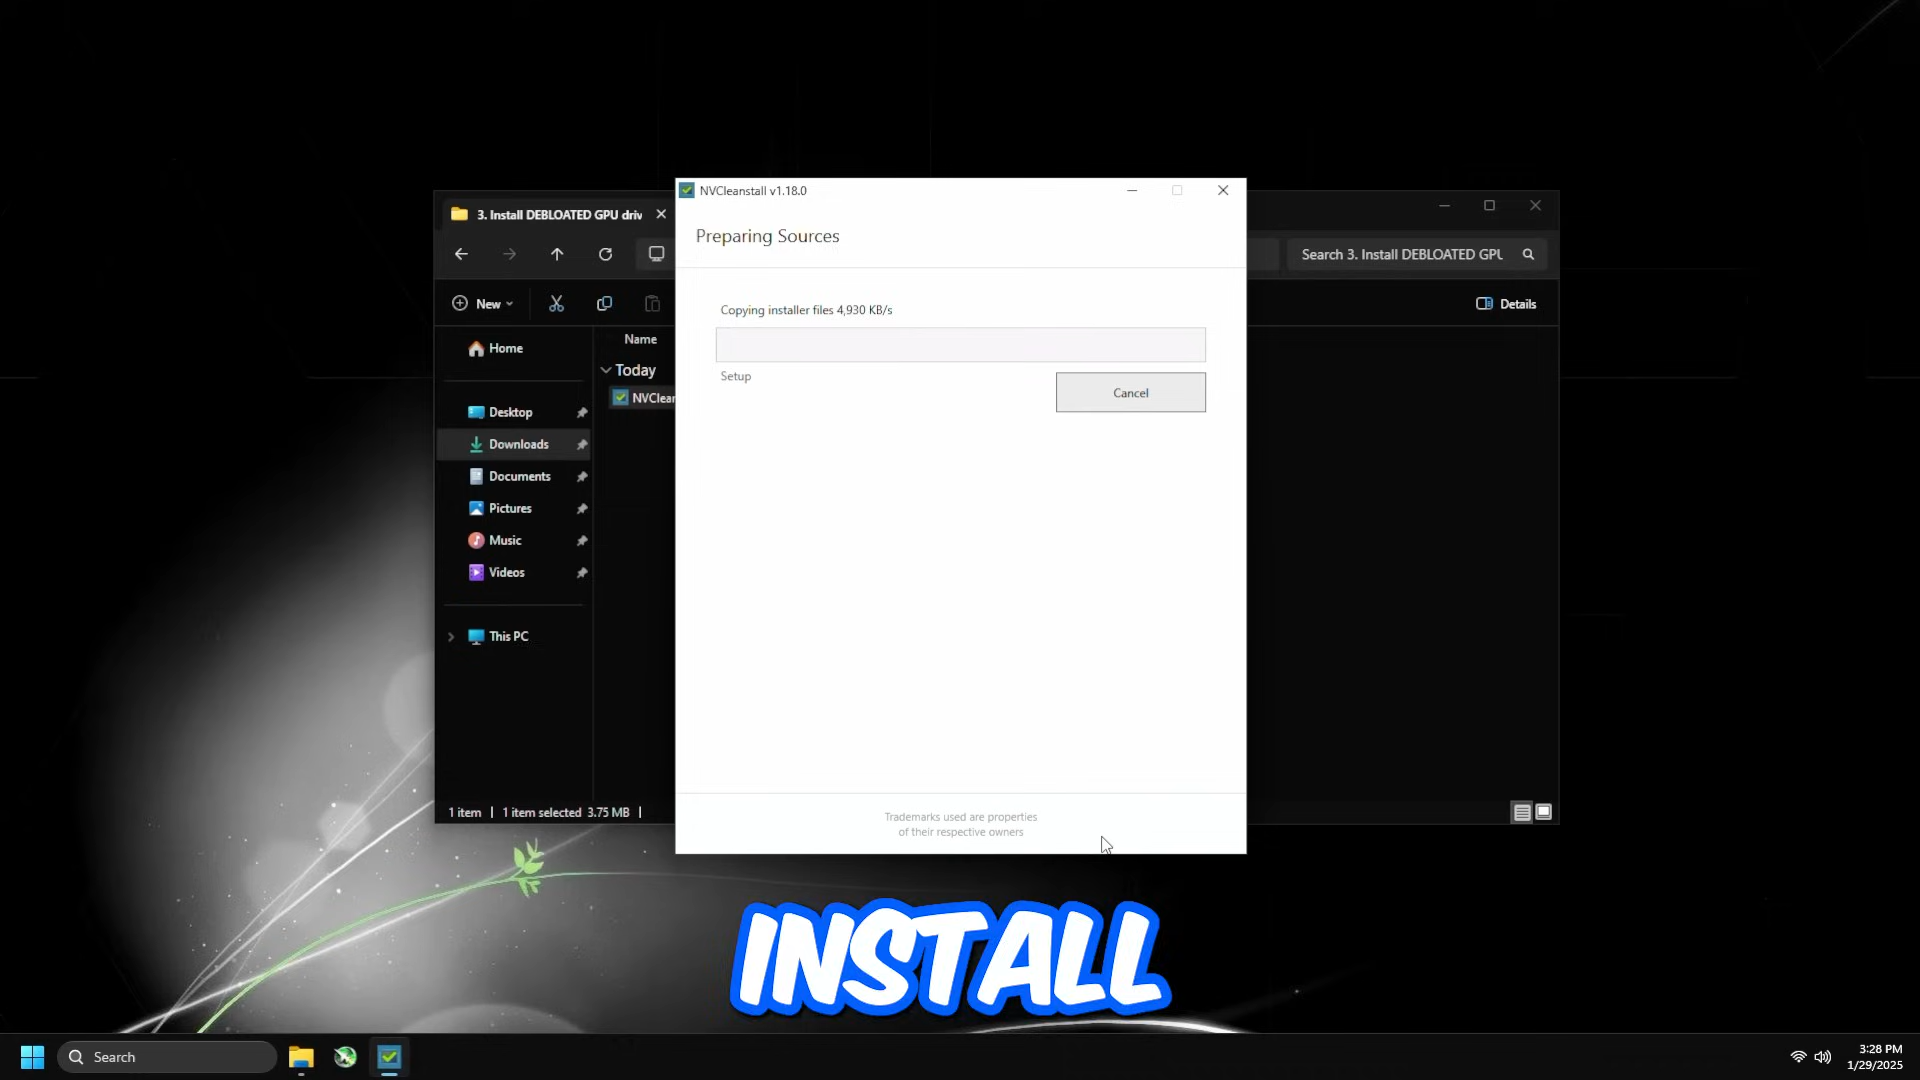 NVCleanstall v1.18.0
Preparing Sources
Copying installer files 4,930 KB/s
Setup
Cancel
Trademarks used are properties
of their respective owners
3. Install DEBLOATED GPU driv
Search 3. Install DEBLOATED GPU
New
Details
Home
Desktop
Downloads
Documents
Pictures
Music
Videos
This PC
Name
Today
NVClean
1 item
1 item selected 3.75 MB
INSTALL
Search
3:28 PM
1/29/2025